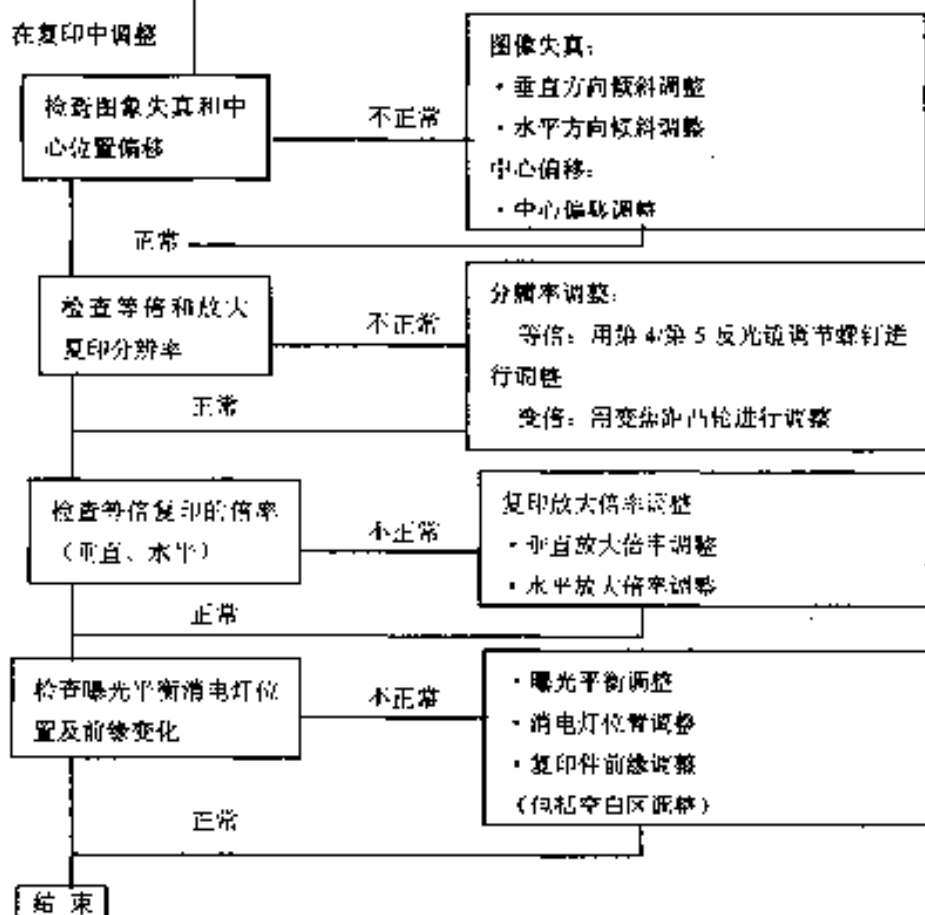 在复印中调整
检查图象失真和中
心位置偏移
不正常
图像失真:
·垂直方向倾斜调整
·水平方向倾斜调整
中心偏移:
·中心偏移调整
正常
检查等倍和放大
复印分辨率
不正常
分辨率调整:
等倍:用第4/第5反光镜调节螺钉进
行调整
变倍:用变焦距凸轮进行调整
正常
检查等倍复印的倍率
(垂直、水平)
不正常
复印放大倍率调整
·垂直放大倍率调整
·水平放大倍率调整
正常
检查曝光平衡消电灯位
置及前缘变化
不正常
·曝光平衡调整
·消电灯位置调整
·复印件前缘调整
(包括空白区调整)
正常
结束